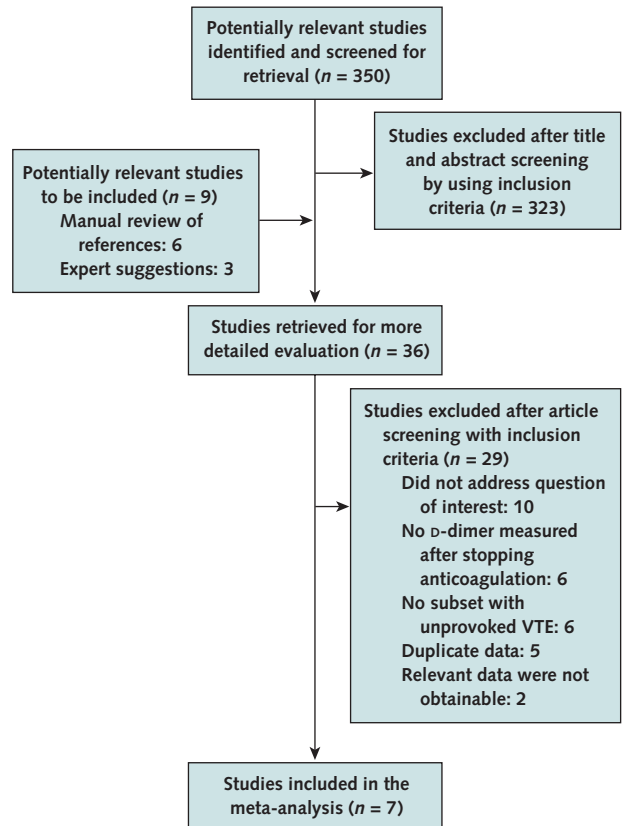 Potentially relevant studies
identified and screened for
retrieval (n = 350)
Studies excluded after title
and abstract screening
by using inclusion
criteria (n = 323)
Potentially relevant studies
to be included (n = 9)
Manual review of
references: 6
Expert suggestions: 3
Studies retrieved for more
detailed evaluation (n = 36)
Studies excluded after article
screening with inclusion
criteria (n = 29)
Did not address question
of interest: 10
No D-dimer measured
after stopping
anticoagulation: 6
No subset with
unprovoked VTE: 6
Duplicate data: 5
Relevant data were not
obtainable: 2
Studies included in the
meta-analysis (n = 7)